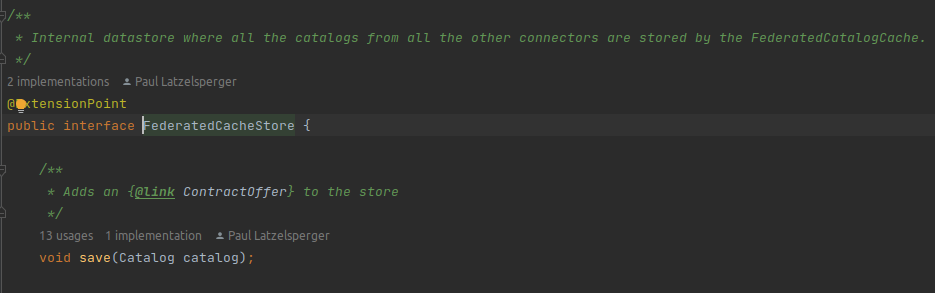 /**
* Internal datastore where all the catalogs from all the other connectors are stored by the FederatedCatalogCache.
*/
2 implementations Paul Latzelsperger
@ExtensionPoint
public interface FederatedCacheStore {
/**
* Adds an {@link ContractOffer} to the store
*/
13 usages 1 implementation Paul Latzelsperger
void save(Catalog catalog);